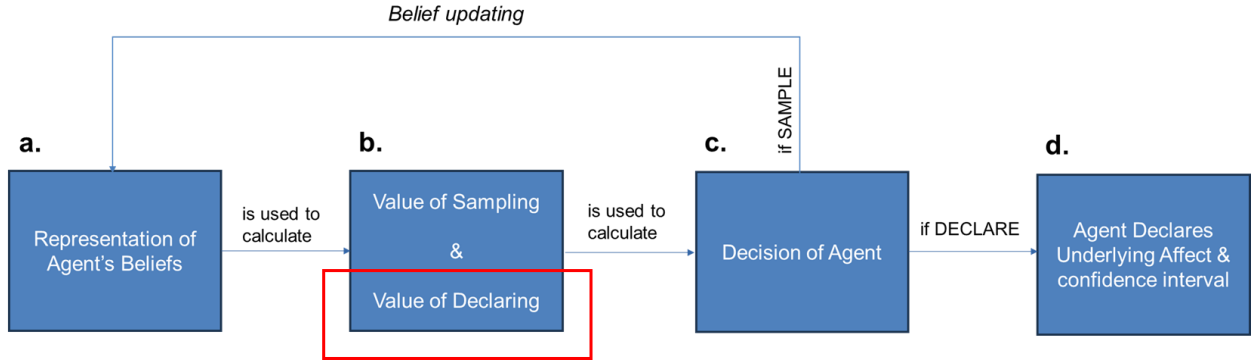 Belief updating
if SAMPLE
a.
b.
c.
d.
Representation of
Agent's Beliefs
is used to
calculate
Value of Sampling
&
Value of Declaring
is used to
calculate
Decision of Agent
if DECLARE
Agent Declares
Underlying Affect &
confidence interval